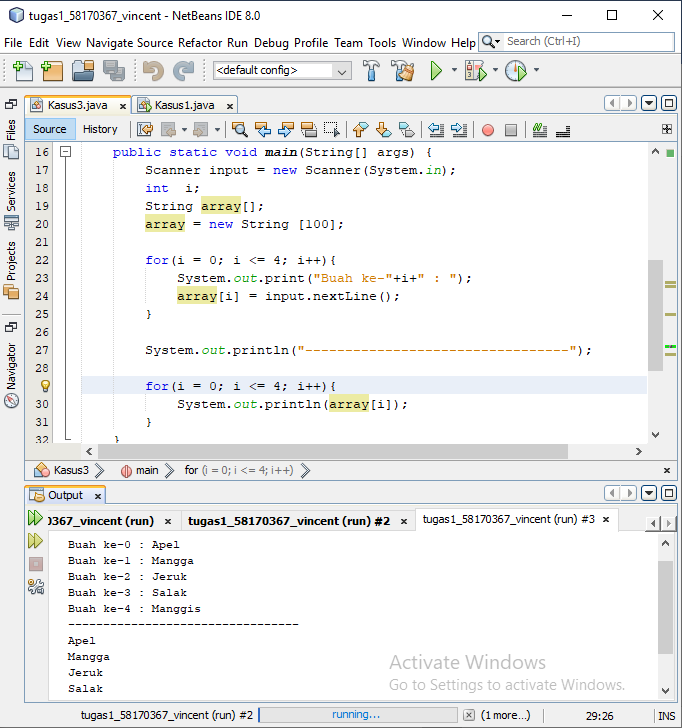 tugas1_58170367_vincent - NetBeans IDE 8.0
File Edit View Navigate Source Refactor Run Debug Profile Team Tools Window Help Search (Ctrl+I)
<default config>
Kasus3.java × Kasus1.java ×
Source History
Files
Services
Projects
Navigator
16 public static void main(String[] args) {
17 Scanner input = new Scanner(System.in);
18 int i;
19 String array[];
20 array = new String [100];
21
22 for(i = 0; i <= 4; i++){
23 System.out.print("Buah ke-"+i+" : ");
24 array[i] = input.nextLine();
25 }
26
27 System.out.println("---------------------------------");
28
for(i = 0; i <= 4; i++){
30 System.out.println(array[i]);
31 }
32 }
Kasus3 main for (i = 0; i <= 4; i++)
Output ×
)367_vincent (run) × tugas1_58170367_vincent (run) #2 × tugas1_58170367_vincent (run) #3 ×
Buah ke-0 : Apel
Buah ke-1 : Mangga
Buah ke-2 : Jeruk
Buah ke-3 : Salak
Buah ke-4 : Manggis
---------------------------------
Apel
Mangga
Jeruk
Salak
Activate Windows
Go to Settings to activate Windows.
tugas1_58170367_vincent (run) #2 running... (1 more...) 29:26 INS